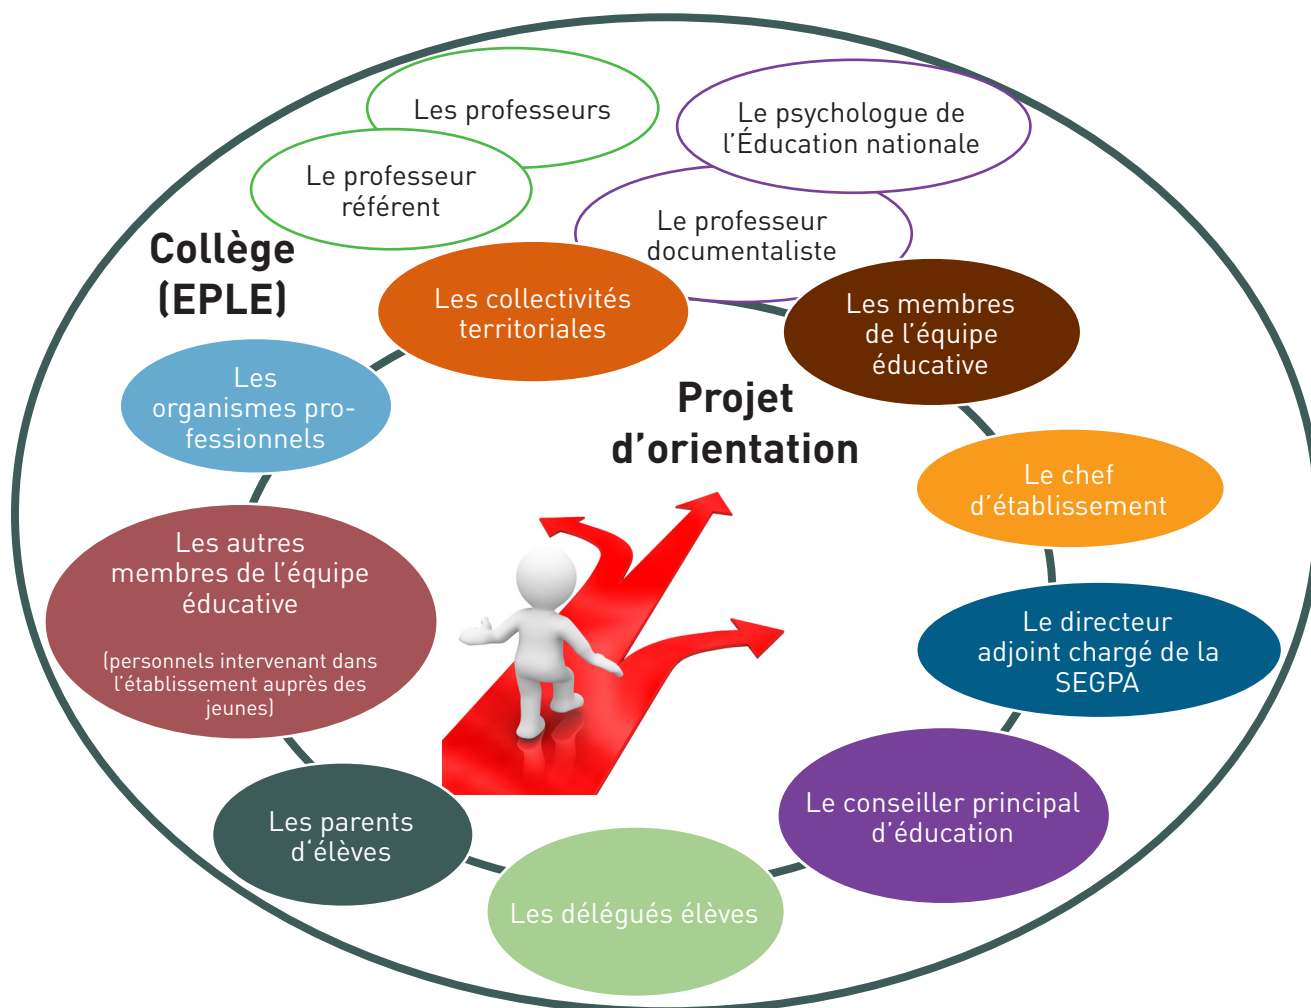 Les professeurs
Le psychologue de
l'Éducation nationale
Le professeur
référent
Le professeur
documentaliste
Collège
(EPLE)
Les collectivités
territoriales
Les membres
de l'équipe
éducative
Les
organismes pro-
fessionnels
Projet
d'orientation
Le chef
d'établissement
Les autres
membres de l'équipe
éducative
(personnels intervenant dans
l'établissement auprès des
jeunes)
Le directeur
adjoint chargé de la
SEGPA
Les parents
d'élèves
Le conseiller principal
d'éducation
Les délégués élèves